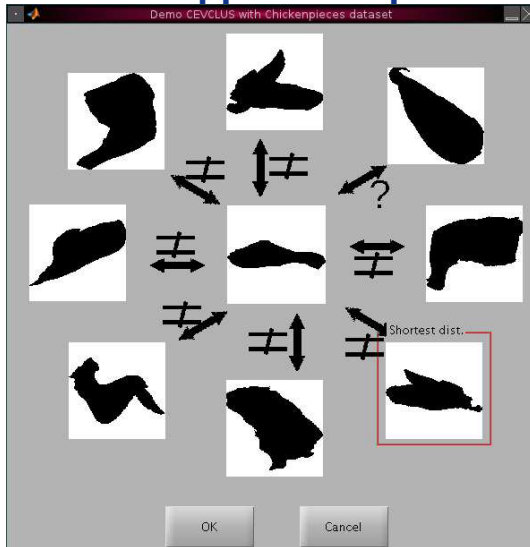 Demo CEVCLUS with Chickenpieces dataset
≠
≠
?
≠
≠
≠
≠
≠
Shortest dist.
OK
Cancel